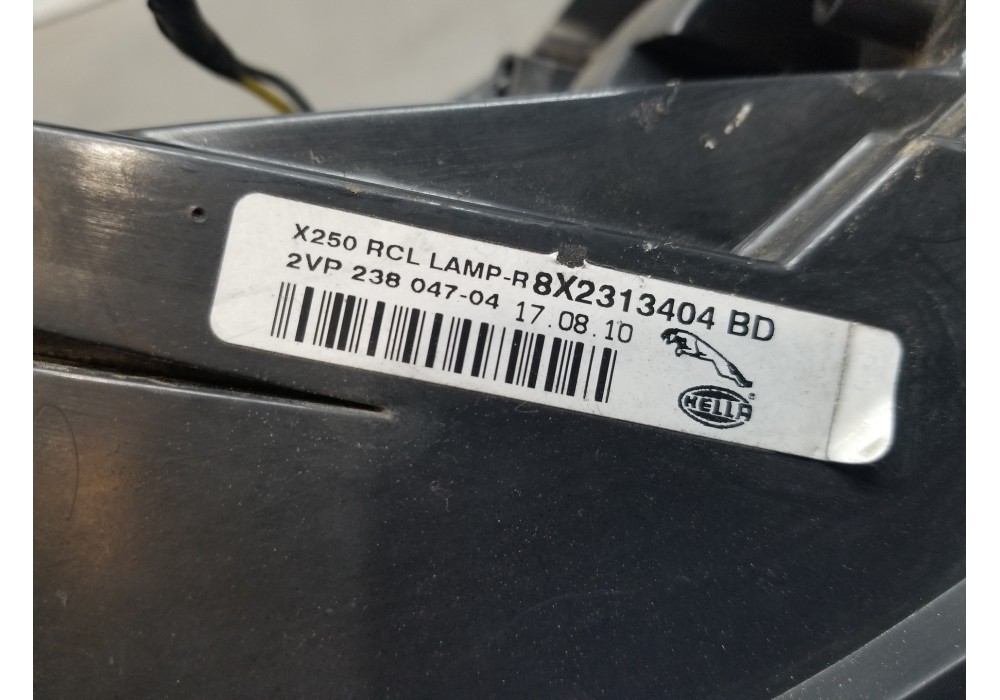 X250 RCL LAMP-R 8X2313404 BD
2VP 238 047-04 17.08.10
HELLA